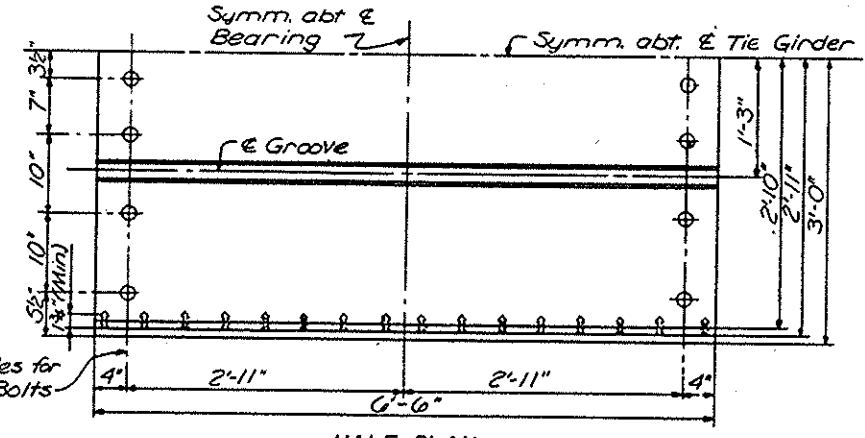 Symm. abt ℄
Bearing
Symm. abt. ℄ Tie Girder
3½"
7"
10"
10"
5½"
1⅜"(Min)
℄ Groove
1'-3"
2'-10"
2'-11"
3'-0"
es for
Bolts
4"
2'-11"
2'-11"
4"
6'-6"